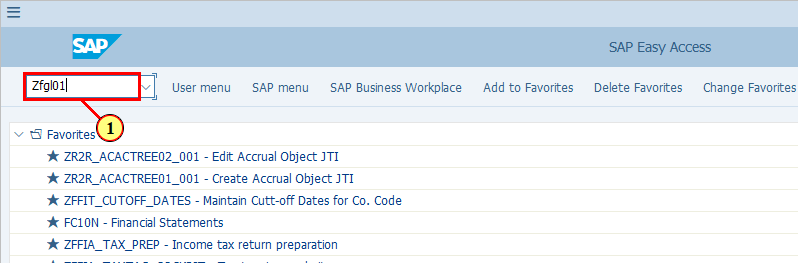 SAP
SAP Easy Access
Zfgl01
User menu SAP menu SAP Business Workplace Add to Favorites Delete Favorites Change Favorites
1
Favorites
ZR2R_ACACTREE02_001 - Edit Accrual Object JTI
ZR2R_ACACTREE01_001 - Create Accrual Object JTI
ZFFIT_CUTOFF_DATES - Maintain Cutt-off Dates for Co. Code
FC10N - Financial Statements
ZFFIA_TAX_PREP - Income tax return preparation